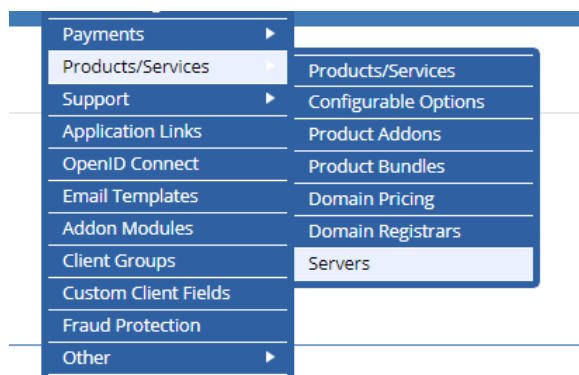 Payments
Products/Services
Support
Application Links
OpenID Connect
Email Templates
Addon Modules
Client Groups
Custom Client Fields
Fraud Protection
Other
Products/Services
Configurable Options
Product Addons
Product Bundles
Domain Pricing
Domain Registrars
Servers